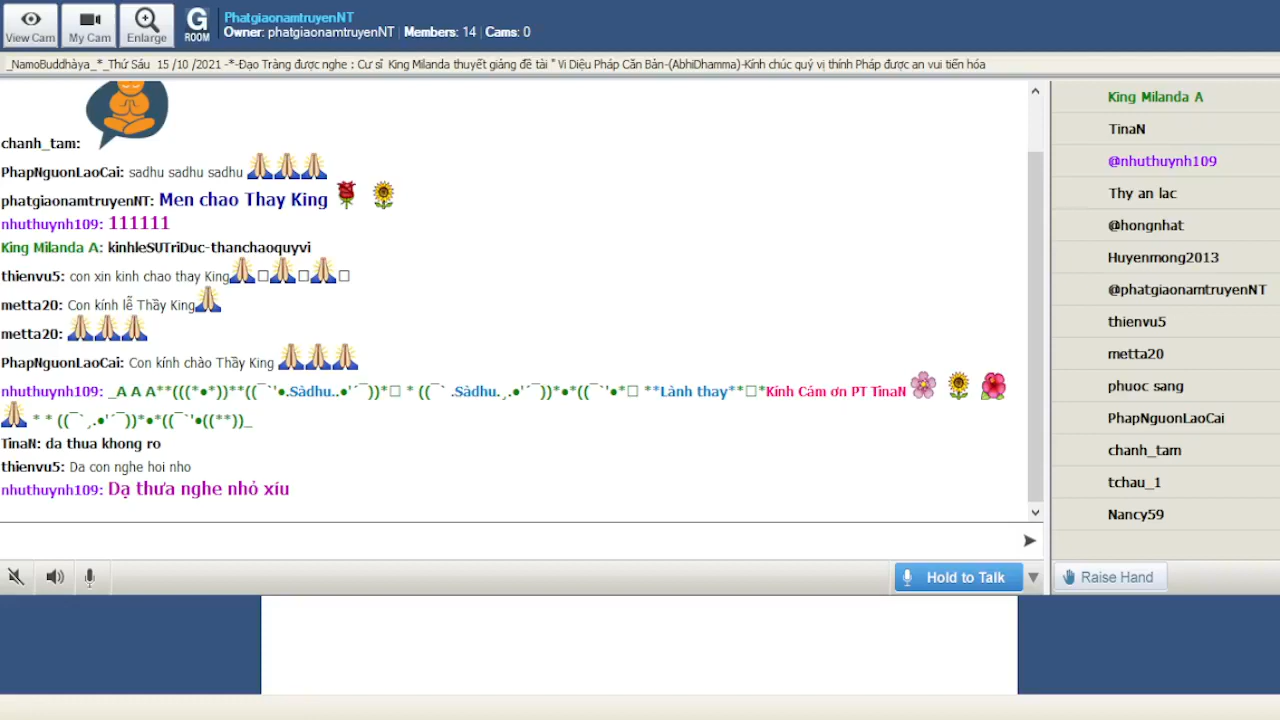 View Cam
My Cam
Enlarge
G ROOM
PhatgiaonamtruyenNT
Owner: phatgiaonamtruyenNT | Members: 14 | Cams: 0
_NamoBuddhàya_*_Thứ Sáu 15 /10 /2021 -*-Đạo Tràng được nghe : Cư sĩ King Milanda thuyết giảng đề tài " Vi Diệu Pháp Căn Bản-(AbhiDhamma)-Kính chúc quý vị thính Pháp được an vui tiến hóa
chanh_tam:
PhapNguonLaoCai: sadhu sadhu sadhu
phatgiaonamtruyenNT: Men chao Thay King
nhuthuynh109: 111111
King Milanda A: kinhleSUTriDuc-thanchaoquyvi
thienvu5: con xin kinh chao thay King
metta20: Con kính lễ Thầy King
metta20:
PhapNguonLaoCai: Con kính chào Thầy King
nhuthuynh109: _A A A**(((*•*))**((¯`'•.Sàdhu..•'´¯))*□ * ((¯` .Sàdhu.¸.•'´¯))*•*((¯`'•*□ **Lành thay**□*Kính Cám ơn PT TinaN
* * ((¯`¸.•'´¯))*•*((¯`'•((**))_
TinaN: da thua khong ro
thienvu5: Da con nghe hoi nho
nhuthuynh109: Dạ thưa nghe nhỏ xíu
Hold to Talk
King Milanda A
TinaN
@nhuthuynh109
Thy an lac
@hongnhat
Huyenmong2013
@phatgiaonamtruyenNT
thienvu5
metta20
phuoc sang
PhapNguonLaoCai
chanh_tam
tchau_1
Nancy59
Raise Hand